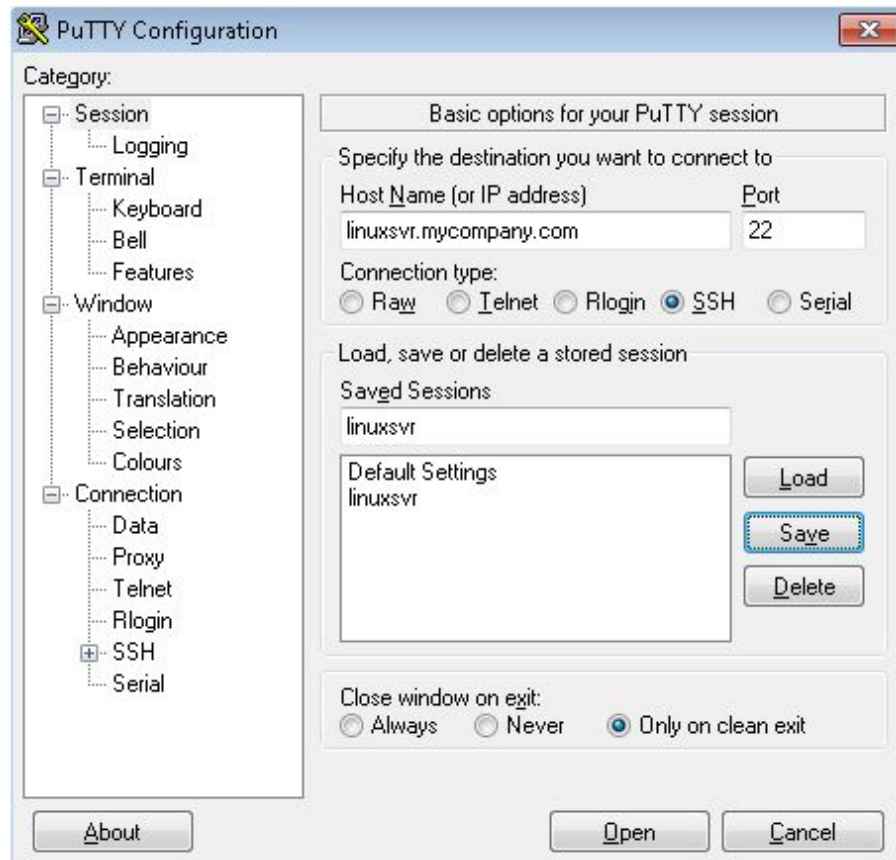 PuTTY Configuration
Category:
Session
Logging
Terminal
Keyboard
Bell
Features
Window
Appearance
Behaviour
Translation
Selection
Colours
Connection
Data
Proxy
Telnet
Rlogin
SSH
Serial
Basic options for your PuTTY session
Specify the destination you want to connect to
Host Name (or IP address) Port
linuxsvr.mycompany.com 22
Connection type:
Raw Telnet Rlogin SSH Serial
Load, save or delete a stored session
Saved Sessions
linuxsvr
Default Settings
linuxsvr
Load
Save
Delete
Close window on exit:
Always Never Only on clean exit
About Open Cancel